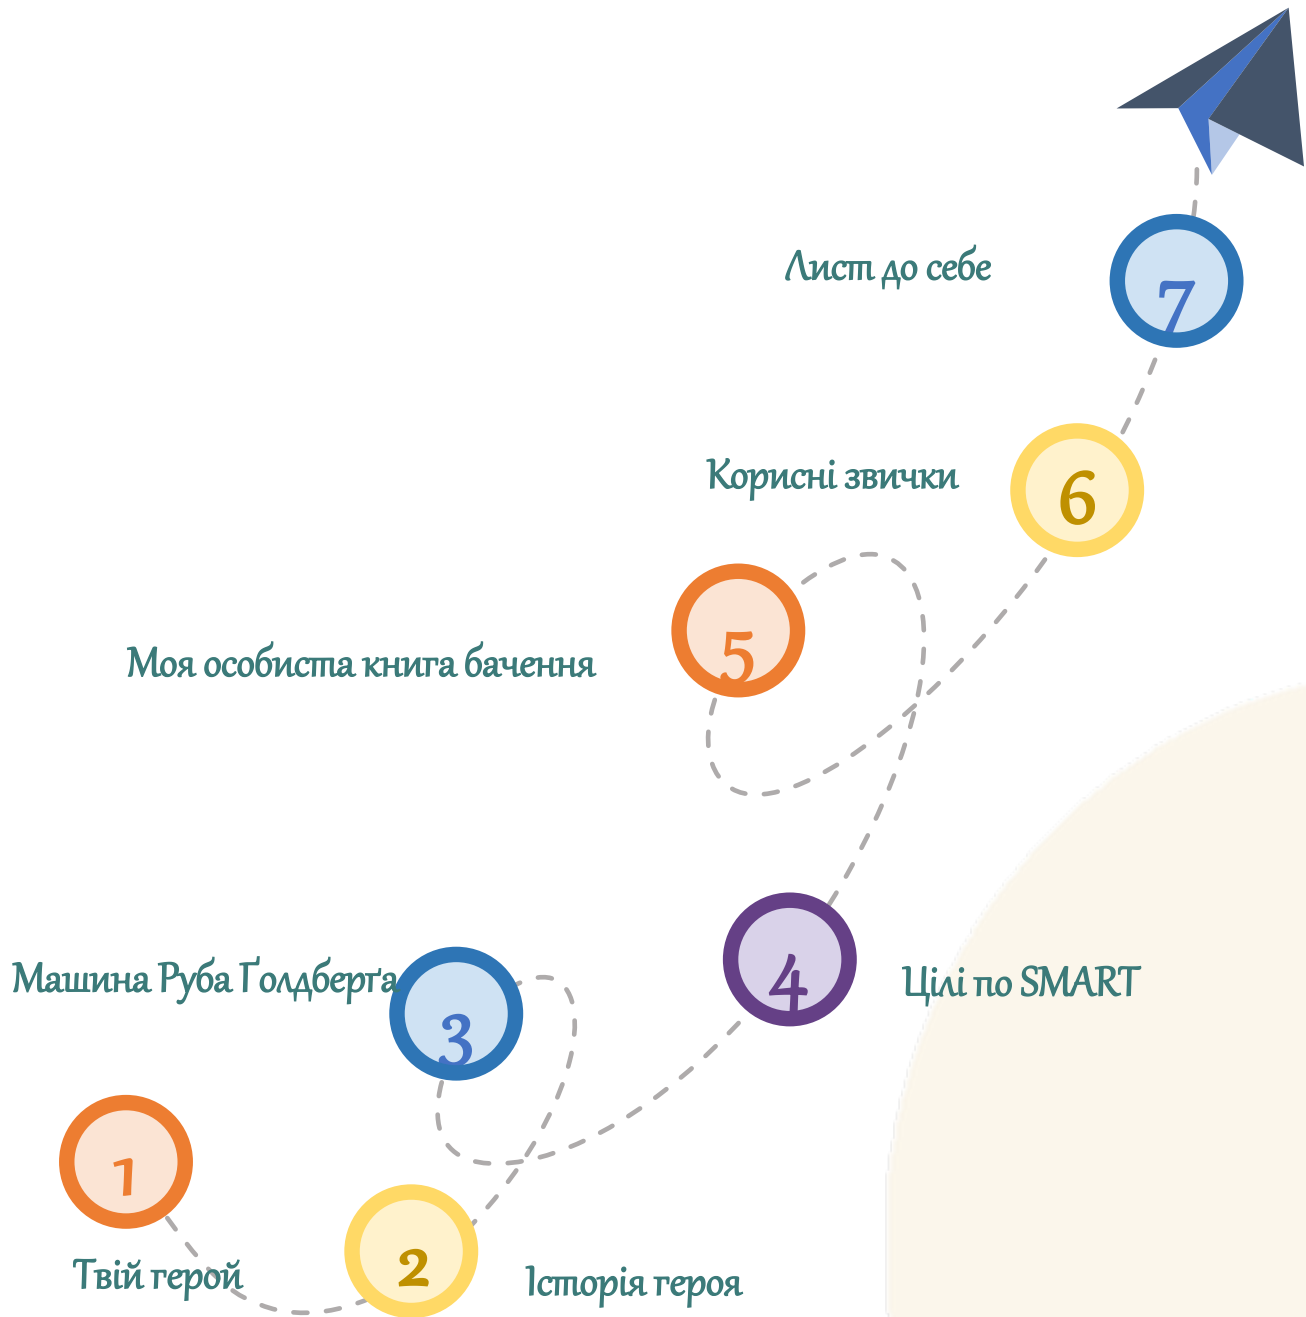 7
Лист до себе
6
Корисні звички
5
Моя особиста книга бачення
4
Цілі по SMART
3
Машина Руба Ґолдберґа
1
Твій герой
2
Історія героя